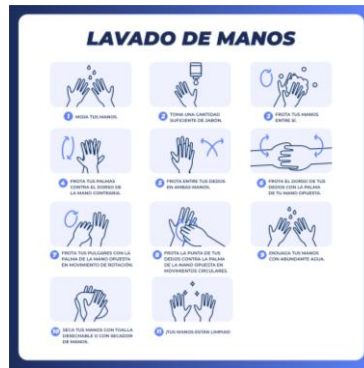 LAVADO DE MANOS
1 MOJA TUS MANOS.
2 TOMA UNA CANTIDAD
SUFICIENTE DE JABÓN.
3 FROTA TUS MANOS
ENTRE SÍ.
4 FROTA TUS PALMAS
CONTRA EL DORSO DE
LA MANO CONTRARIA.
5 FROTA ENTRE TUS DEDOS
EN AMBAS MANOS.
6 FROTA EL DORSO DE TUS
DEDOS CON LA PALMA
DE TU MANO OPUESTA.
7 FROTA TUS PULGARES CON LA
PALMA DE LA MANO OPUESTA
EN MOVIMIENTO DE ROTACIÓN.
8 FROTA LA PUNTA DE TUS
DEDOS CONTRA LA PALMA
DE LA MANO OPUESTA EN
MOVIMIENTOS CIRCULARES.
9 ENJUAGA TUS MANOS
CON ABUNDANTE AGUA.
10 SECA TUS MANOS CON TOALLA
DESECHABLE O CON SECADOR
DE MANOS.
11 ¡TUS MANOS ESTÁN LIMPIAS!